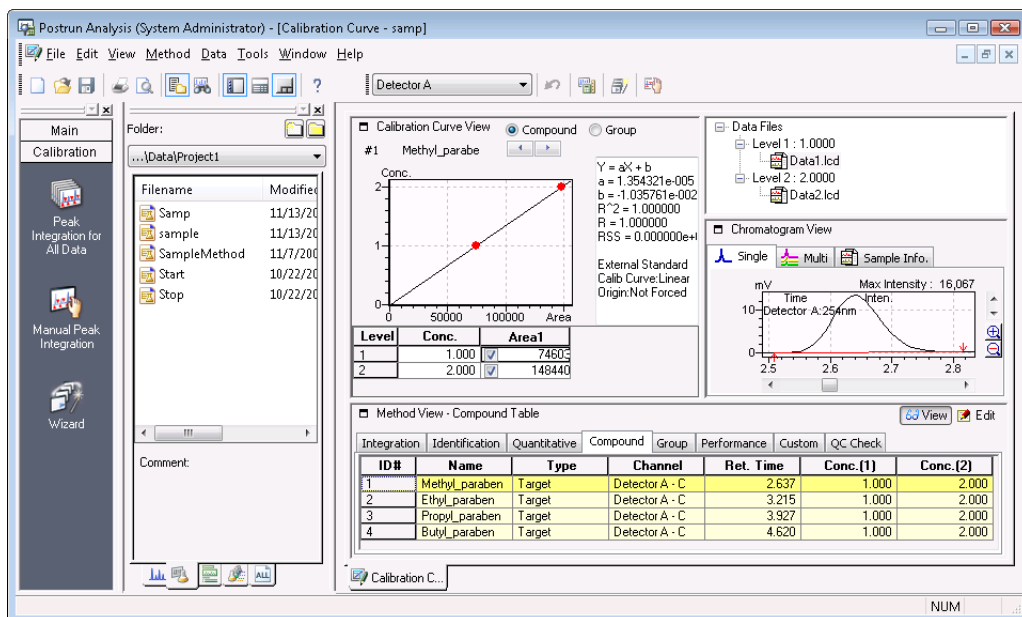 Postrun Analysis (System Administrator) - [Calibration Curve - samp]
File Edit View Method Data Tools Window Help
Detector A
Main
Calibration
Peak
Integration for
All Data
Manual Peak
Integration
Wizard
Folder:
...\Data\Project1
Filename Modified
Samp 11/13/20
sample 11/13/20
SampleMethod 11/7/200
Start 10/22/20
Stop 10/22/20
Comment:
ALL
Calibration Curve View Compound Group
#1 Methyl_parabe
Conc.
2
1
0
0 50000 100000 Area
Y = aX + b
a = 1.354321e-005
b = -1.035761e-002
R^2 = 1.000000
R = 1.000000
RSS = 0.000000e+
External Standard
Calib Curve:Linear
Origin:Not Forced
Level Conc. Area1
1 1.000 74603
2 2.000 148440
Data Files
Level 1 : 1.0000
Data1.lcd
Level 2 : 2.0000
Data2.lcd
Chromatogram View
Single Multi Sample Info.
mV Max Intensity : 16,067
Time Inten.
10 Detector A:254nm
0
2.5 2.6 2.7 2.8
Method View - Compound Table View Edit
Integration Identification Quantitative Compound Group Performance Custom QC Check
ID# Name Type Channel Ret. Time Conc.(1) Conc.(2)
1 Methyl_paraben Target Detector A - C 2.637 1.000 2.000
2 Ethyl_paraben Target Detector A - C 3.215 1.000 2.000
3 Propyl_paraben Target Detector A - C 3.927 1.000 2.000
4 Butyl_paraben Target Detector A - C 4.620 1.000 2.000
Calibration C...
NUM